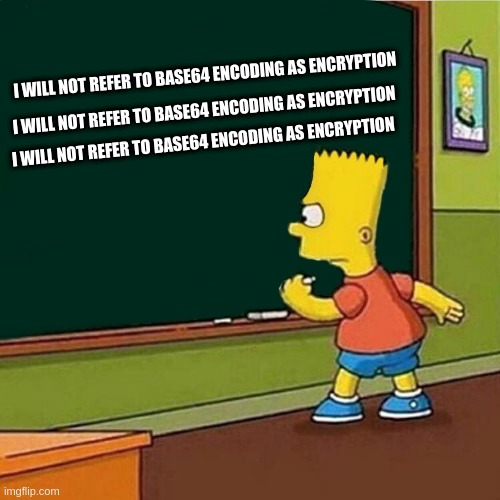 I WILL NOT REFER TO BASE64 ENCODING AS ENCRYPTION
I WILL NOT REFER TO BASE64 ENCODING AS ENCRYPTION
I WILL NOT REFER TO BASE64 ENCODING AS ENCRYPTION
imgflip.com